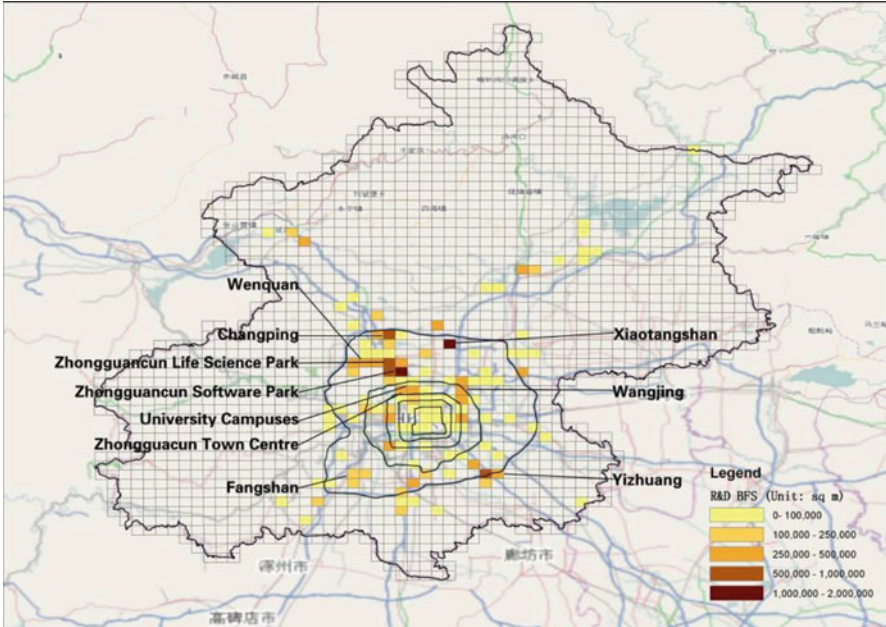 Wenquan
Changping
Xiaotangshan
Zhongguancun Life Science Park
Zhongguancun Software Park
Wangjing
University Campuses
Zhongguacun Town Centre
Fangshan
Yizhuang
Legend
R&D BFS (Unit: sq m)
0- 100,000
100,000 - 250,000
250,000 - 500,000
500,000 - 1,000,000
1,000,000 - 2,000,000
涿州市
廊坊市
高碑店市